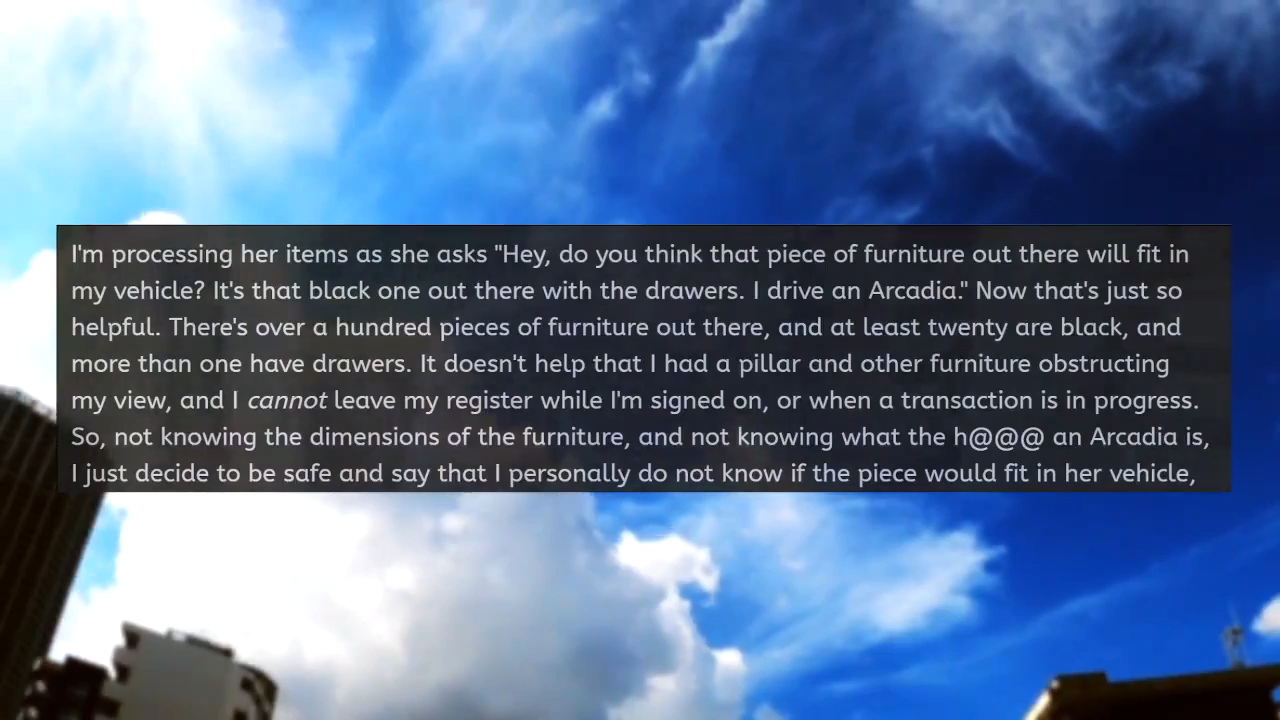 I'm processing her items as she asks "Hey, do you think that piece of furniture out there will fit in
my vehicle? It's that black one out there with the drawers. I drive an Arcadia." Now that's just so
helpful. There's over a hundred pieces of furniture out there, and at least twenty are black, and
more than one have drawers. It doesn't help that I had a pillar and other furniture obstructing
my view, and I cannot leave my register while I'm signed on, or when a transaction is in progress.
So, not knowing the dimensions of the furniture, and not knowing what the h@@@ an Arcadia is,
I just decide to be safe and say that I personally do not know if the piece would fit in her vehicle,